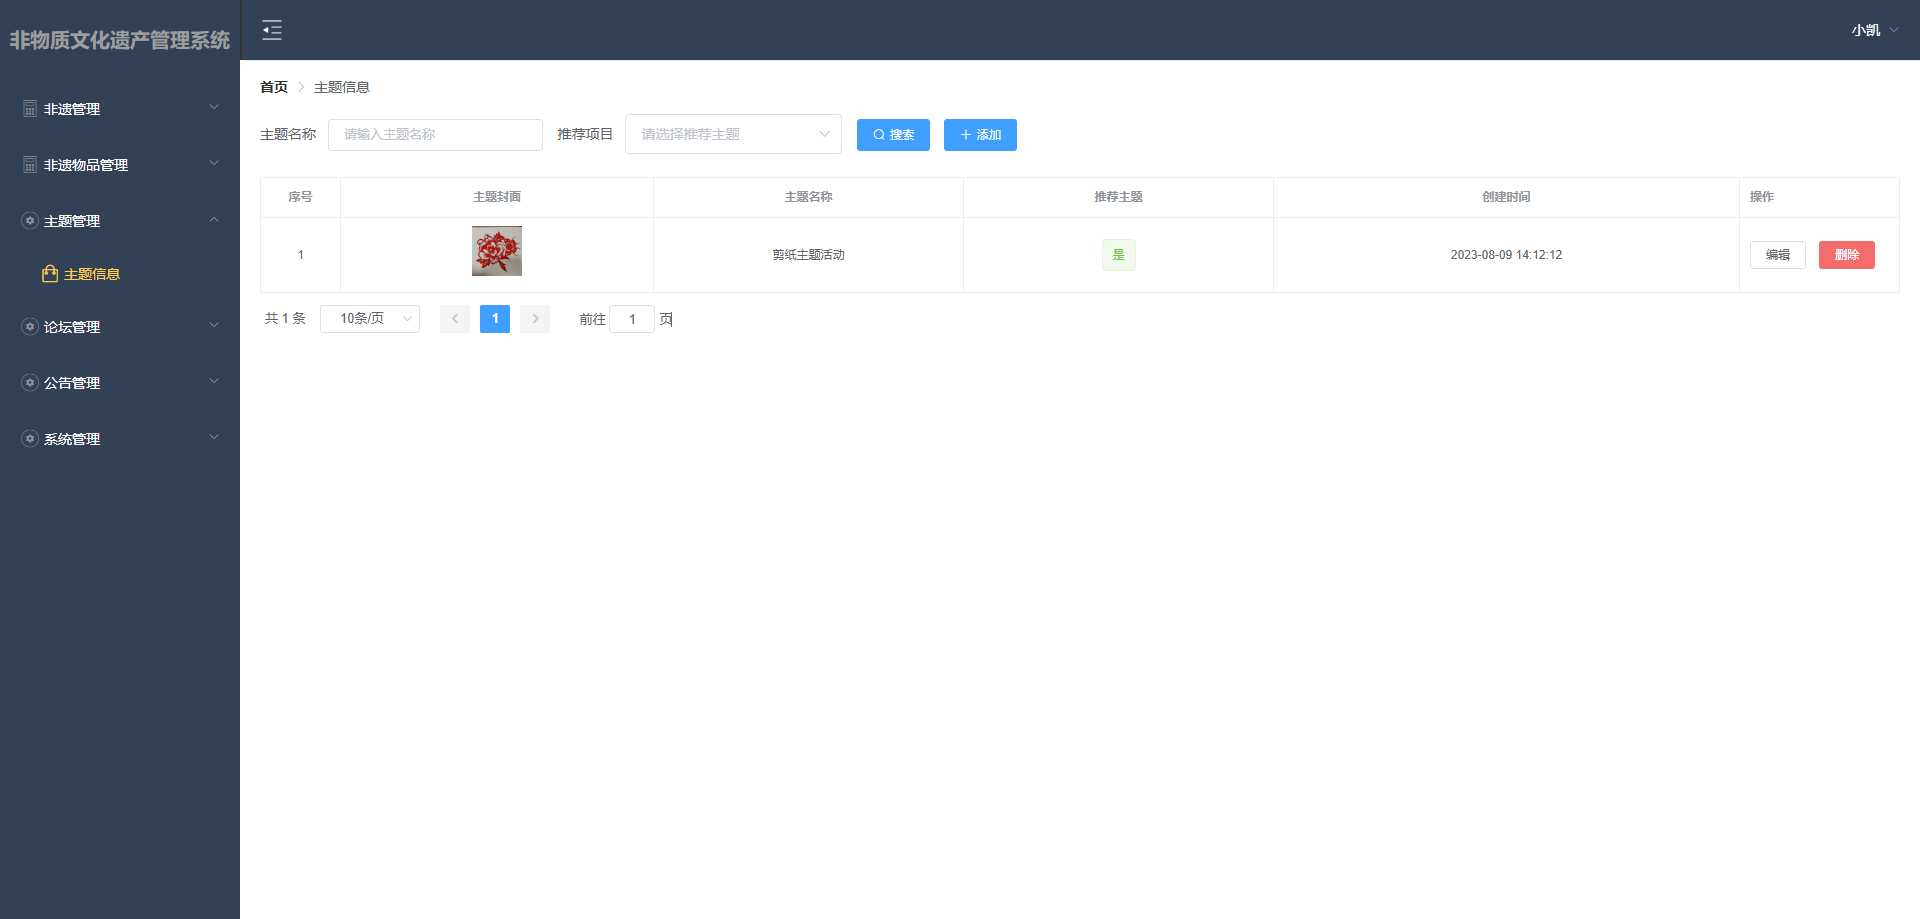 非物质文化遗产管理系统
小凯
非遗管理
非遗物品管理
主题管理
主题信息
论坛管理
公告管理
系统管理
首页 主题信息
主题名称 请输入主题名称 推荐项目 请选择推荐主题 搜索 添加
序号 主题封面 主题名称 推荐主题 创建时间 操作
1 剪纸主题活动 是 2023-08-09 14:12:12 编辑 删除
共 1 条 10条/页 1 前往 1 页